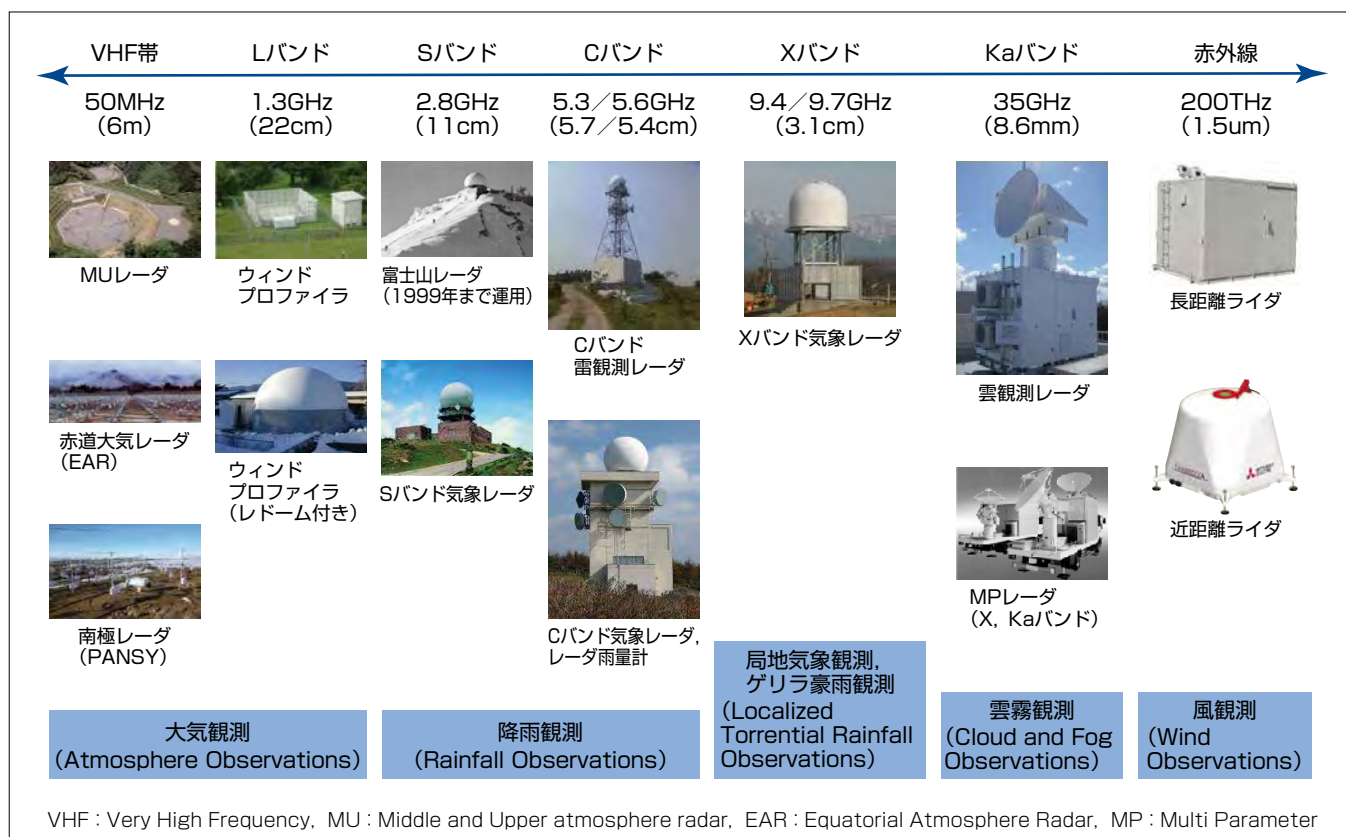 VHF帯
Lバンド
Sバンド
Cバンド
Xバンド
Kaバンド
赤外線
50MHz
(6m)
1.3GHz
(22cm)
2.8GHz
(11cm)
5.3/5.6GHz
(5.7/5.4cm)
9.4/9.7GHz
(3.1cm)
35GHz
(8.6mm)
200THz
(1.5um)
MUレーダ
赤道大気レーダ
(EAR)
南極レーダ
(PANSY)
ウィンド
プロファイラ
ウィンド
プロファイラ
(レドーム付き)
富士山レーダ
(1999年まで運用)
Sバンド気象レーダ
Cバンド
雷観測レーダ
Cバンド気象レーダ,
レーダ雨量計
Xバンド気象レーダ
雲観測レーダ
MPレーダ
(X, Kaバンド)
長距離ライダ
近距離ライダ
大気観測
(Atmosphere Observations)
降雨観測
(Rainfall Observations)
局地気象観測,
ゲリラ豪雨観測
(Localized
Torrential Rainfall
Observations)
雲霧観測
(Cloud and Fog
Observations)
風観測
(Wind
Observations)
VHF : Very High Frequency, MU : Middle and Upper atmosphere radar, EAR : Equatorial Atmosphere Radar, MP : Multi Parameter